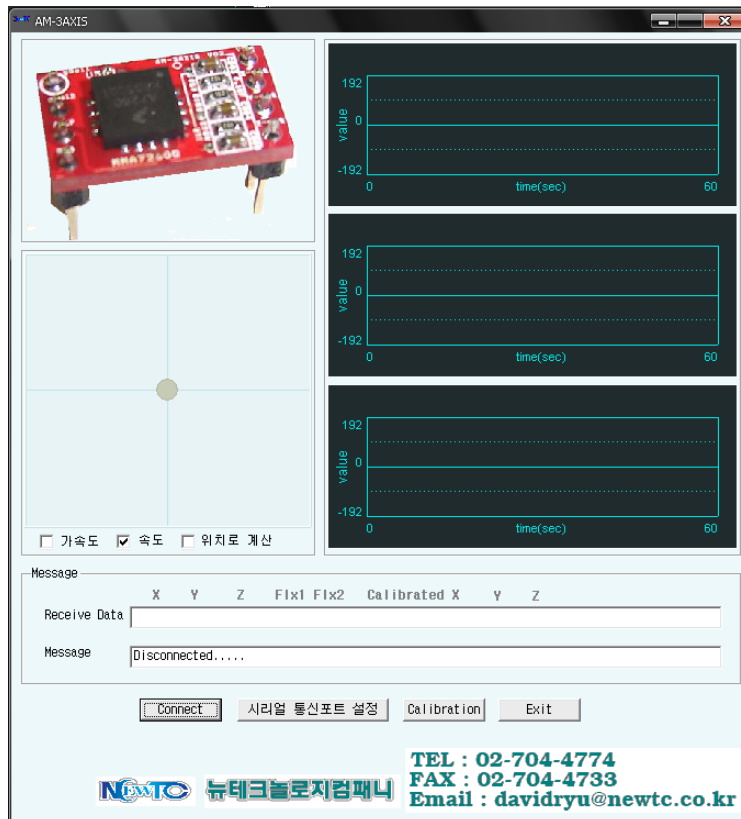 AM-3AXIS
AM-3AXIS V02
MMA7260Q
192
value
0
-192
0
time(sec)
60
192
value
0
-192
0
time(sec)
60
192
value
0
-192
0
time(sec)
60
가속도
속도
위치로 계산
Message
X Y Z Flx1 Flx2 Calibrated X Y Z
Receive Data
Message
Disconnected.....
Connect
시리얼 통신포트 설정
Calibration
Exit
NEWTC
뉴테크놀로지컴패니
TEL : 02-704-4774
FAX : 02-704-4733
Email : davidryu@newtc.co.kr